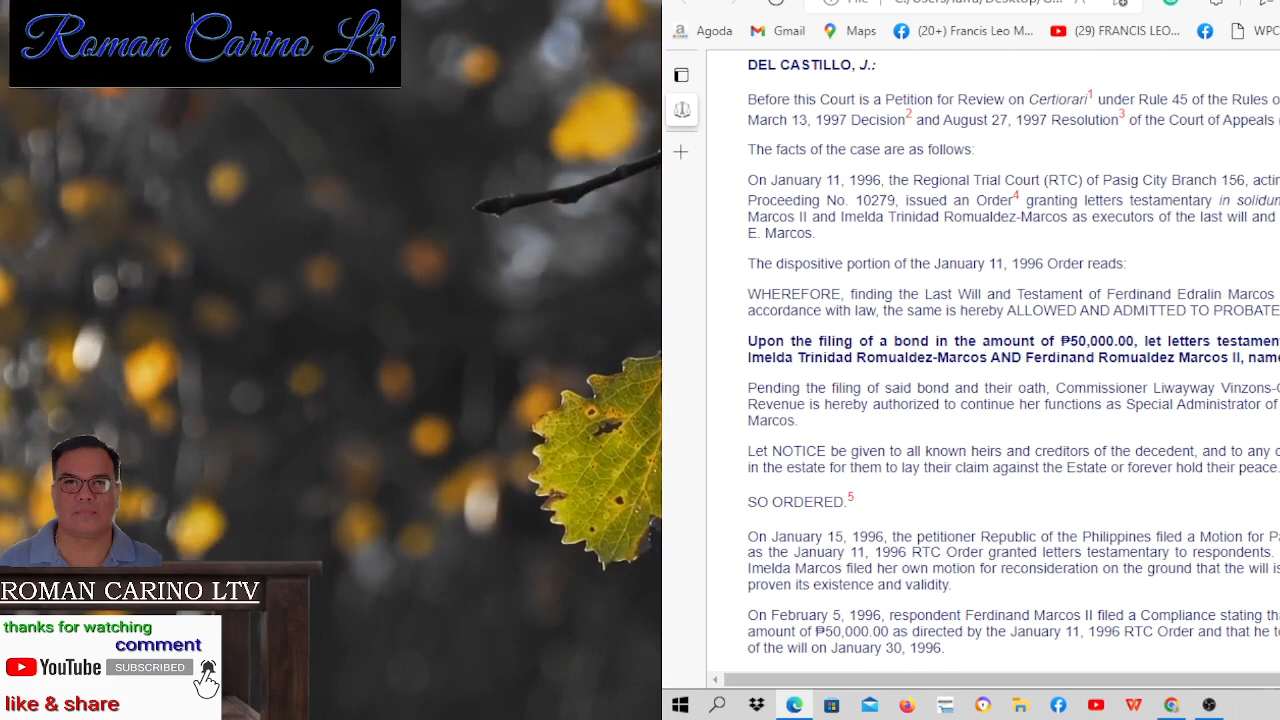 Roman Carino Ltv
Agoda
Gmail
Maps
(20+) Francis Leo M...
(29) FRANCIS LEO...
WPC
DEL CASTILLO, J.:
Before this Court is a Petition for Review on Certiorari1 under Rule 45 of the Rules o
March 13, 1997 Decision2 and August 27, 1997 Resolution3 of the Court of Appeals (
The facts of the case are as follows:
On January 11, 1996, the Regional Trial Court (RTC) of Pasig City Branch 156, actin
Proceeding No. 10279, issued an Order4 granting letters testamentary in solidum
Marcos II and Imelda Trinidad Romualdez-Marcos as executors of the last will and
E. Marcos.
The dispositive portion of the January 11, 1996 Order reads:
WHEREFORE, finding the Last Will and Testament of Ferdinand Edralin Marcos
accordance with law, the same is hereby ALLOWED AND ADMITTED TO PROBATE
Upon the filing of a bond in the amount of ₱50,000.00, let letters testament
Imelda Trinidad Romualdez-Marcos AND Ferdinand Romualdez Marcos II, nam
Pending the filing of said bond and their oath, Commissioner Liwayway Vinzons-C
Revenue is hereby authorized to continue her functions as Special Administrator of
Marcos.
Let NOTICE be given to all known heirs and creditors of the decedent, and to any o
in the estate for them to lay their claim against the Estate or forever hold their peace.
SO ORDERED.5
On January 15, 1996, the petitioner Republic of the Philippines filed a Motion for Pa
as the January 11, 1996 RTC Order granted letters testamentary to respondents.
Imelda Marcos filed her own motion for reconsideration on the ground that the will is
proven its existence and validity.
On February 5, 1996, respondent Ferdinand Marcos II filed a Compliance stating tha
amount of ₱50,000.00 as directed by the January 11, 1996 RTC Order and that he to
of the will on January 30, 1996.
ROMAN CARINO LTV
thanks for watching
comment
YouTube SUBSCRIBED
like & share